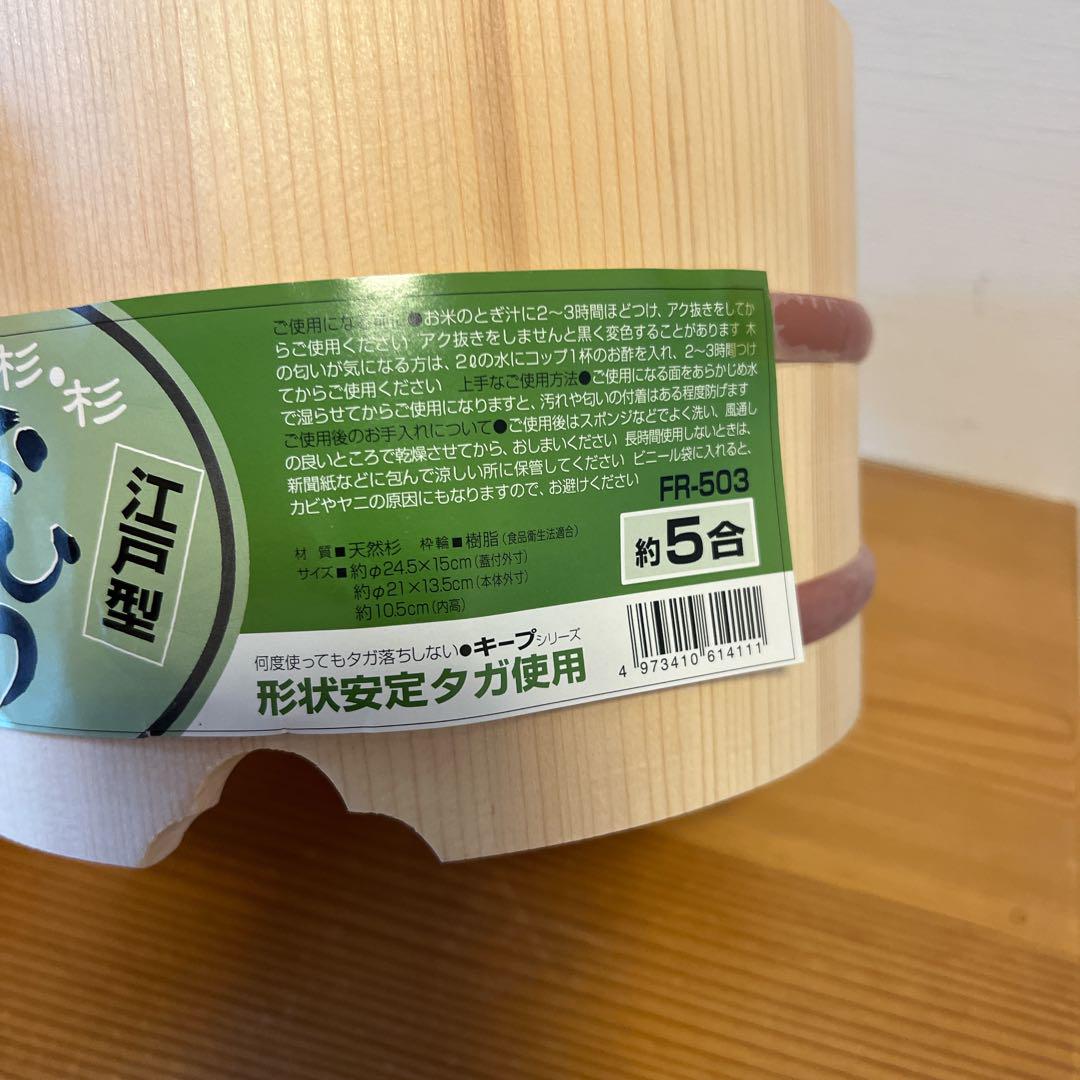 杉・杉
江戸型
ご使用になる前に●お米のとぎ汁に2〜3時間ほどつけ、アク抜きをしてか
らご使用ください アク抜きをしませんと黒く変色することがあります 木
の匂いが気になる方は、2ℓの水にコップ1杯のお酢を入れ、2〜3時間つけ
てからご使用ください 上手なご使用方法●ご使用になる面をあらかじめ水
で湿らせてからご使用になりますと、汚れや匂いの付着はある程度防げます
ご使用後のお手入れについて●ご使用後はスポンジなどでよく洗い、風通し
の良いところで乾燥させてから、おしまいください 長時間使用しないときは、
新聞紙などに包んで涼しい所に保管してください ビニール袋に入れると、
カビやヤニの原因にもなりますので、お避けください
FR-503
材質■天然杉 枠輪■樹脂(食品衛生法適合)
サイズ■約φ24.5×15cm(蓋付外寸)
約φ21×13.5cm(本体外寸)
約10.5cm(内高)
約5合
何度使ってもタガ落ちしない●キープシリーズ
形状安定タガ使用
4 973410 614111